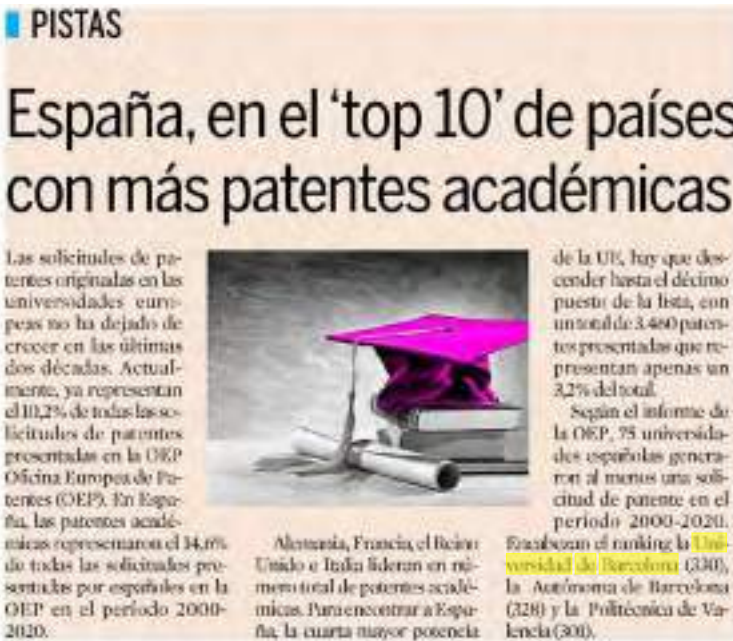 PISTAS
España, en el ‘top 10’ de países
con más patentes académicas
Las solicitudes de pa-
tentes originadas en las
universidades euro-
peas no ha dejado de
crecer en las últimas
dos décadas. Actual-
mente, ya representan
el 10,2% de todas las so-
licitudes de patentes
presentadas en la OEP
Oficina Europea de Pa-
tentes (OEP). En Espa-
ña, las patentes acadé-
micas representaron el 14,6%
de todas las solicitudes pre-
sentadas por españoles en la
OEP en el periodo 2000-
2020.
Alemania, Francia, el Reino
Unido e Italia lideran en nú-
mero total de patentes acadé-
micas. Para encontrar a Espa-
ña, la cuarta mayor potencia
de la UE, hay que des-
cender hasta el décimo
puesto de la lista, con
un total de 3.460 paten-
tes presentadas que re-
presentan apenas un
3,2% del total.
Según el informe de
la OEP, 75 universida-
des españolas genera-
ron al menos una soli-
citud de patente en el
periodo 2000-2020.
Encabezan el ranking la Uni-
versidad de Barcelona (330),
la Autónoma de Barcelona
(328) y la Politécnica de Va-
lencia (301).